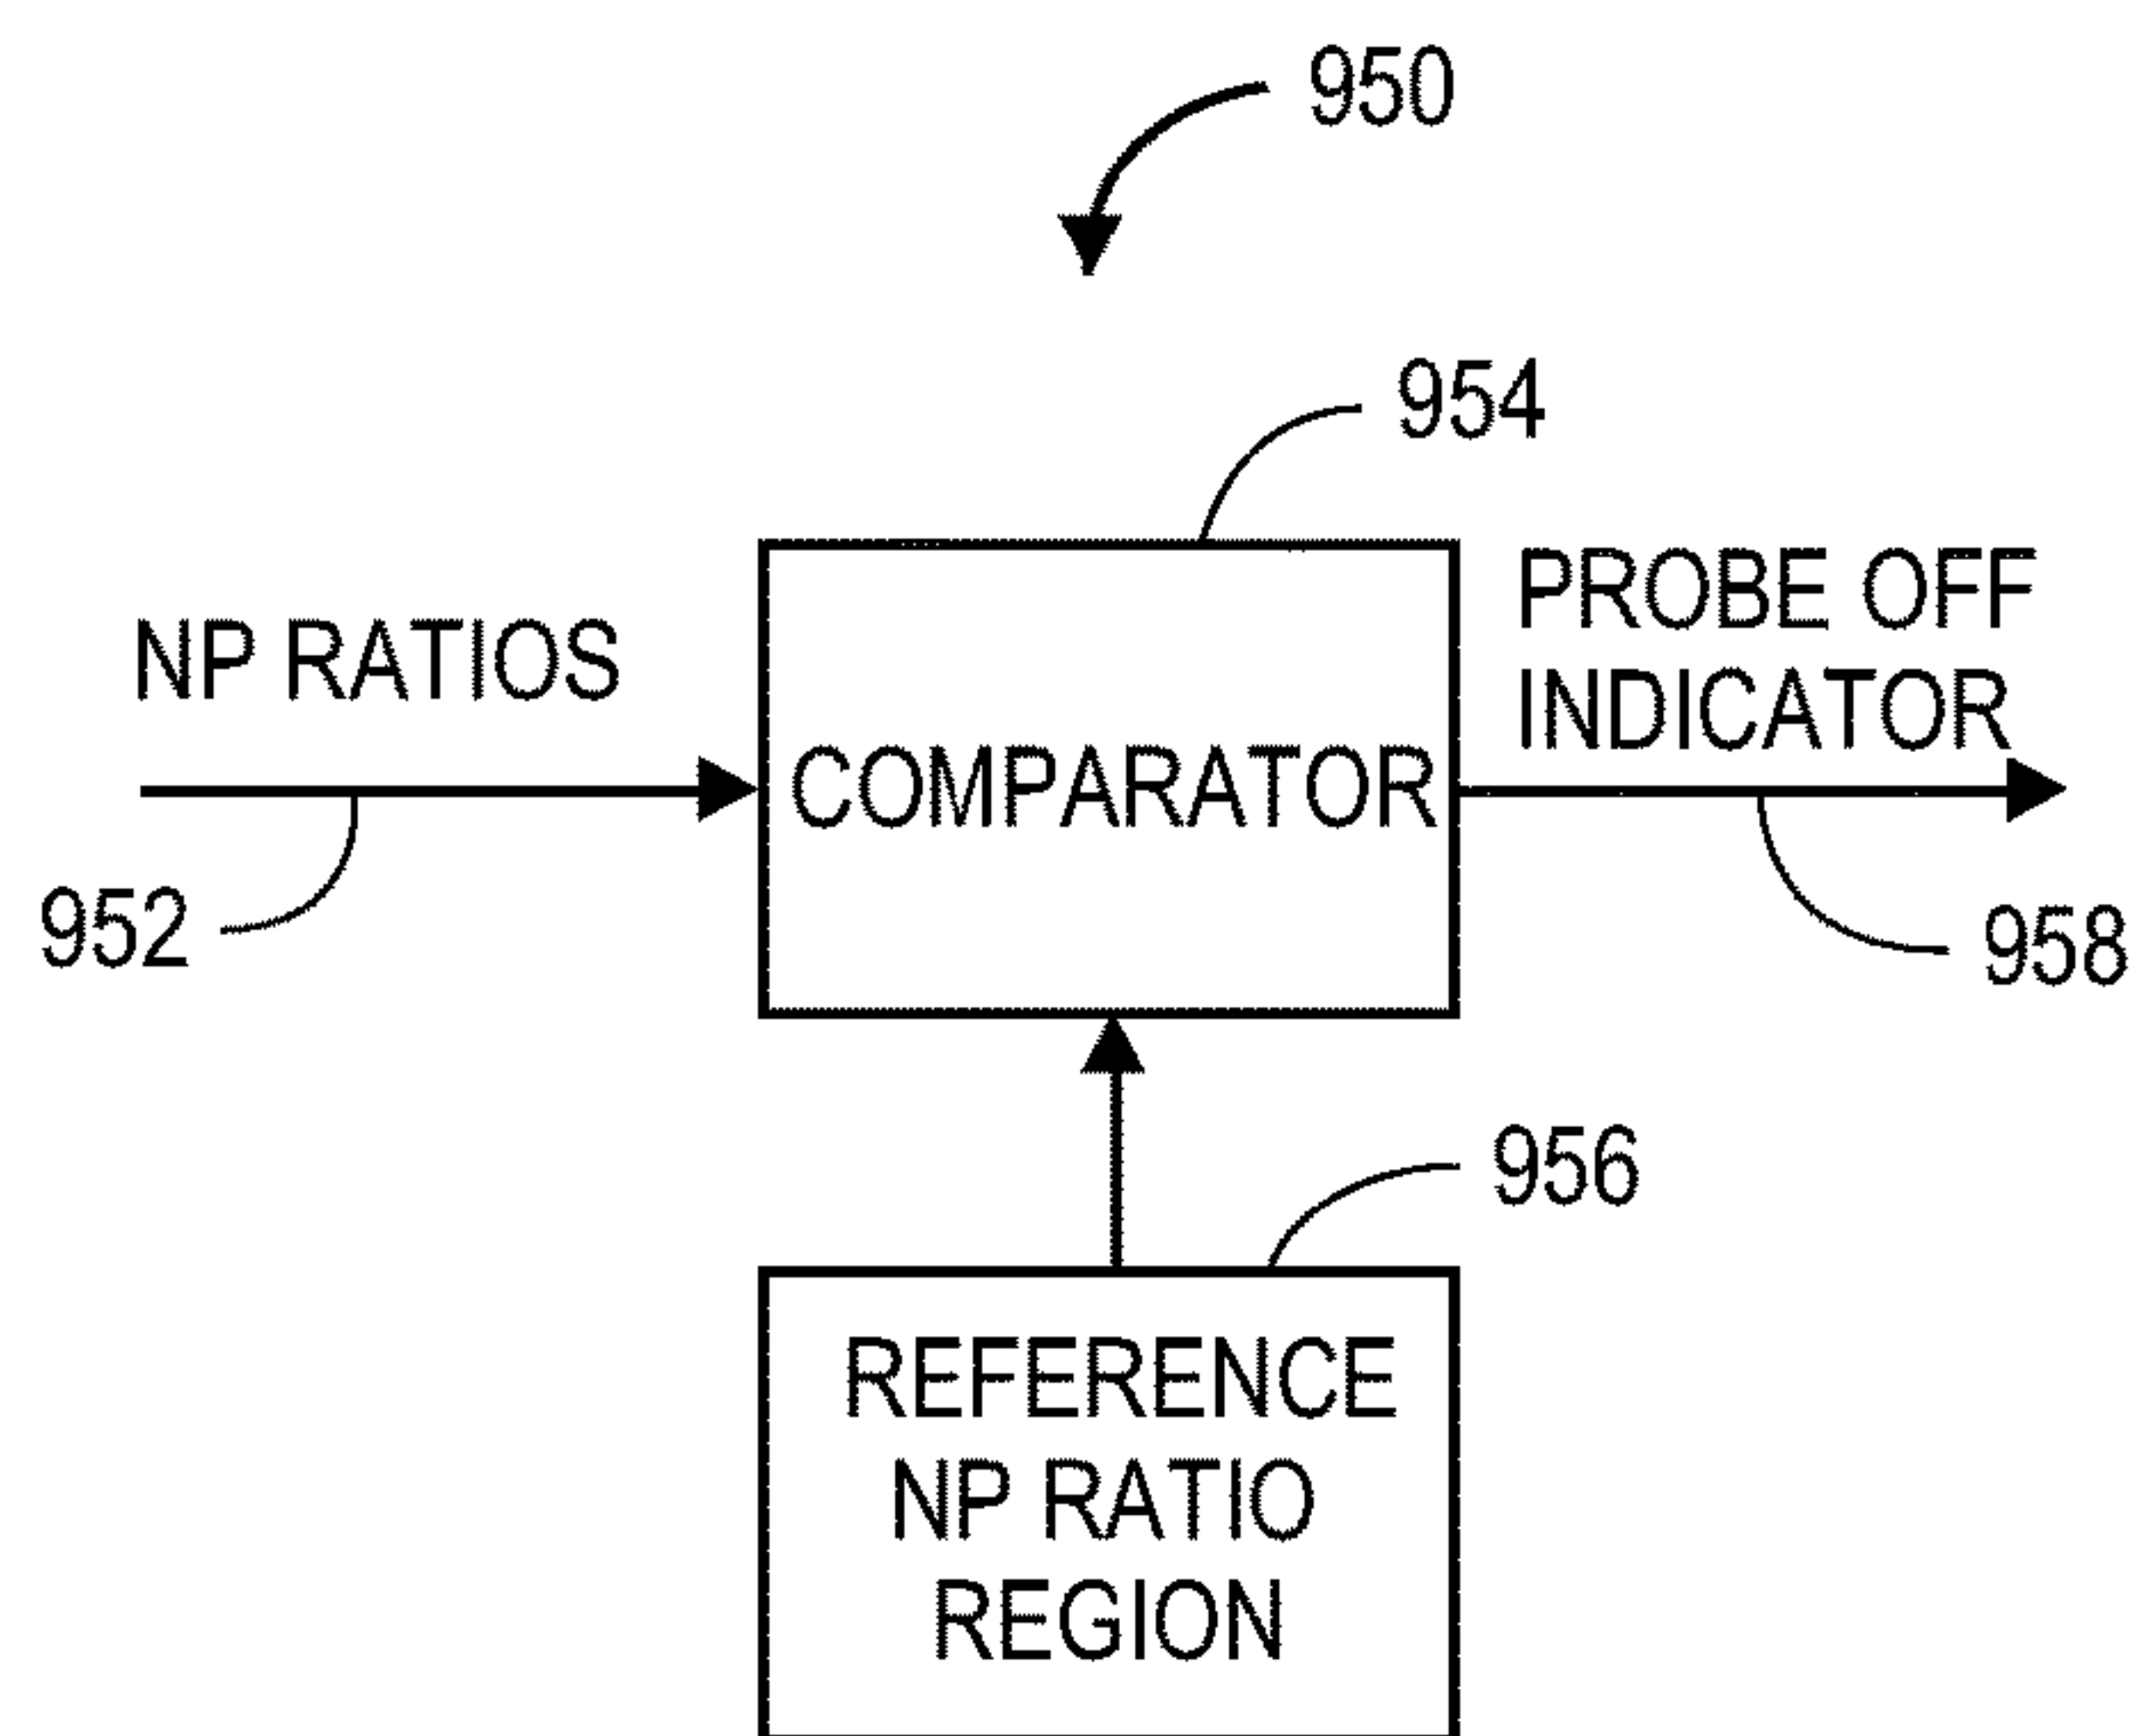 950
954
NP RATIOS
PROBE OFF
INDICATOR
COMPARATOR
952
958
956
REFERENCE
NP RATIO
REGION